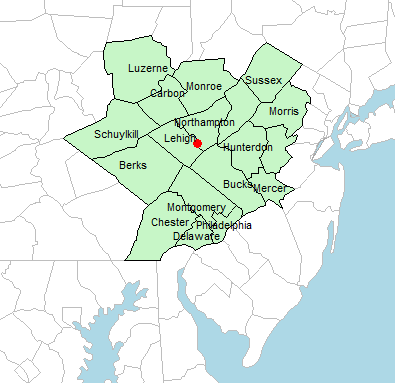 Luzerne
Sussex
Monroe
Carbon
Morris
Northampton
Schuylkill
Lehigh
Hunterdon
Berks
Bucks
Mercer
Montgomery
Chester
Philadelphia
Delaware